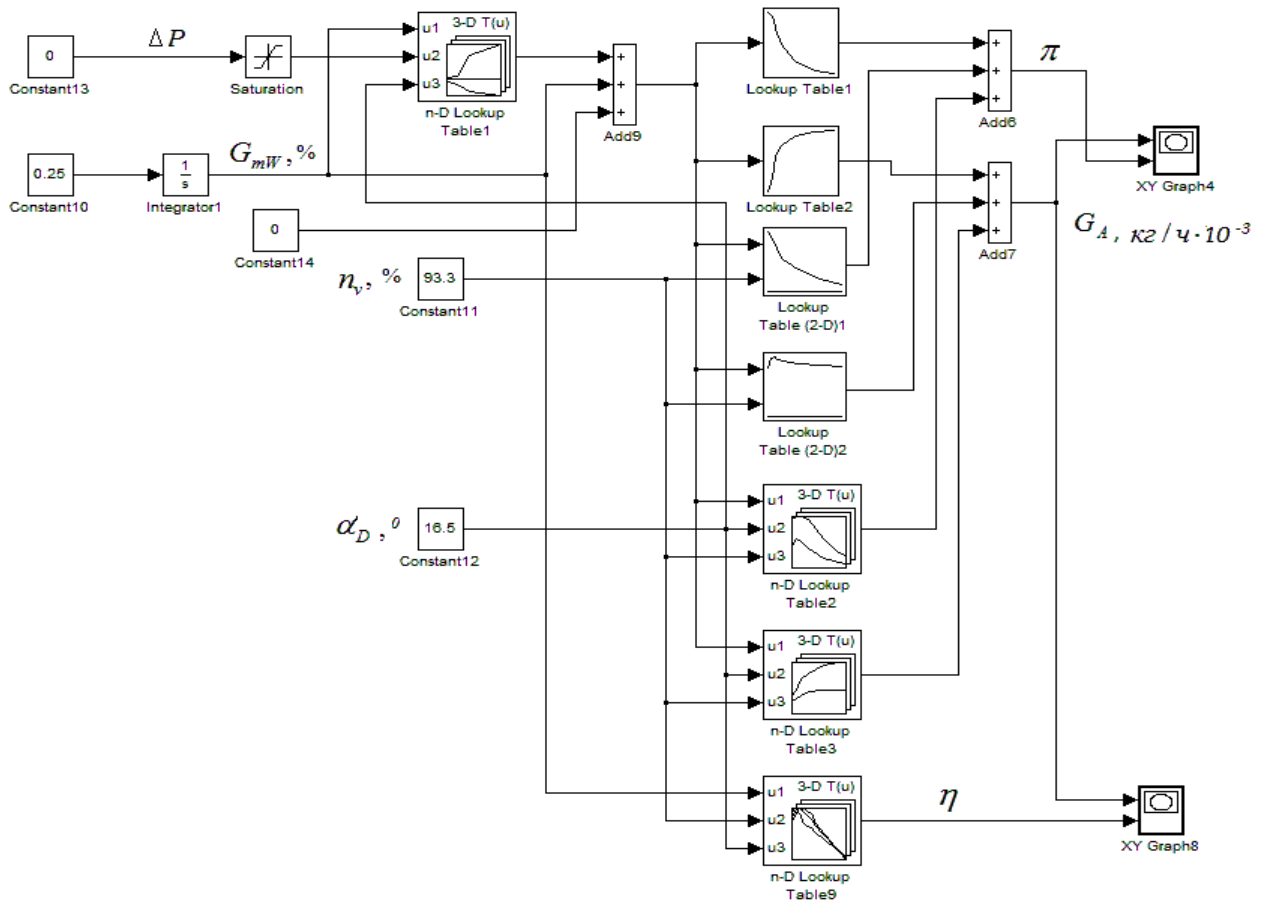 ΔP
0
Constant13
Saturation
3-D T(u)
u1
u2
u3
n-D Lookup
Table1
+
+
+
Add9
Lookup Table1
+
+
+
Add6
π
G_mW, %
0.25
Constant10
1
s
Integrator1
0
Constant14
Lookup Table2
+
+
+
Add7
XY Graph4
G_A, кг/ч·10⁻³
n_v, %
93.3
Constant11
Lookup
Table (2-D)1
Lookup
Table (2-D)2
α_D, ⁰
16.5
Constant12
3-D T(u)
u1
u2
u3
n-D Lookup
Table2
3-D T(u)
u1
u2
u3
n-D Lookup
Table3
3-D T(u)
u1
u2
u3
n-D Lookup
Table9
η
XY Graph8